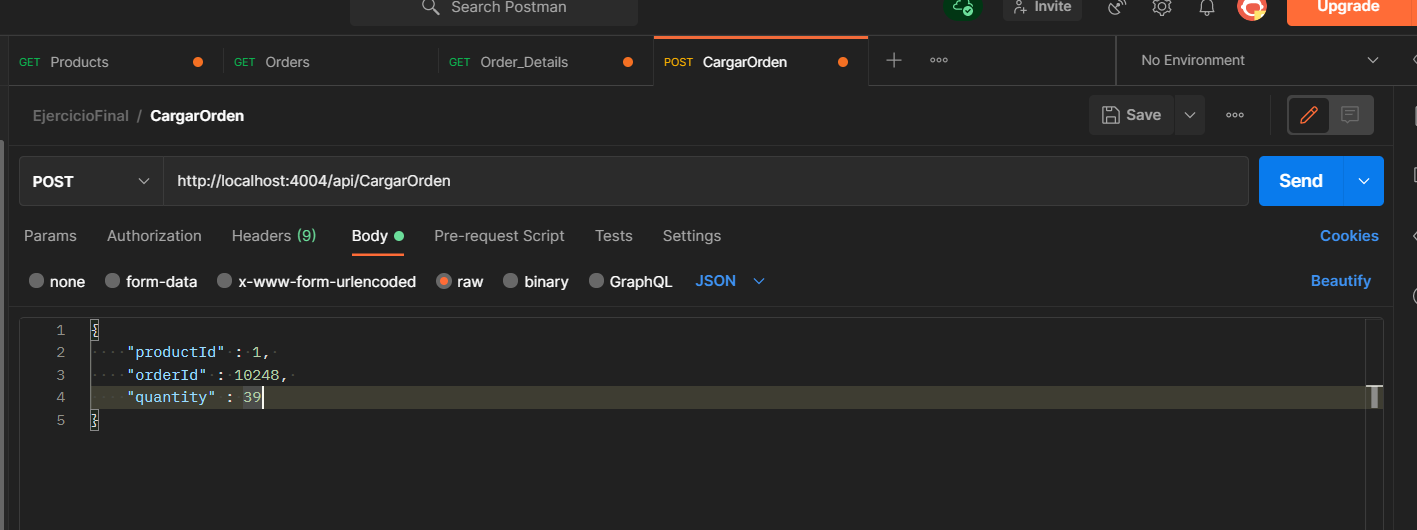 Search Postman
Invite
Upgrade
GET Products
GET Orders
GET Order_Details
POST CargarOrden
No Environment
EjercicioFinal / CargarOrden
Save
POST
http://localhost:4004/api/CargarOrden
Send
Params Authorization Headers (9) Body Pre-request Script Tests Settings Cookies
none form-data x-www-form-urlencoded raw binary GraphQL JSON Beautify
1 {
2 "productId" : 1,
3 "orderId" : 10248,
4 "quantity" : 39
5 }